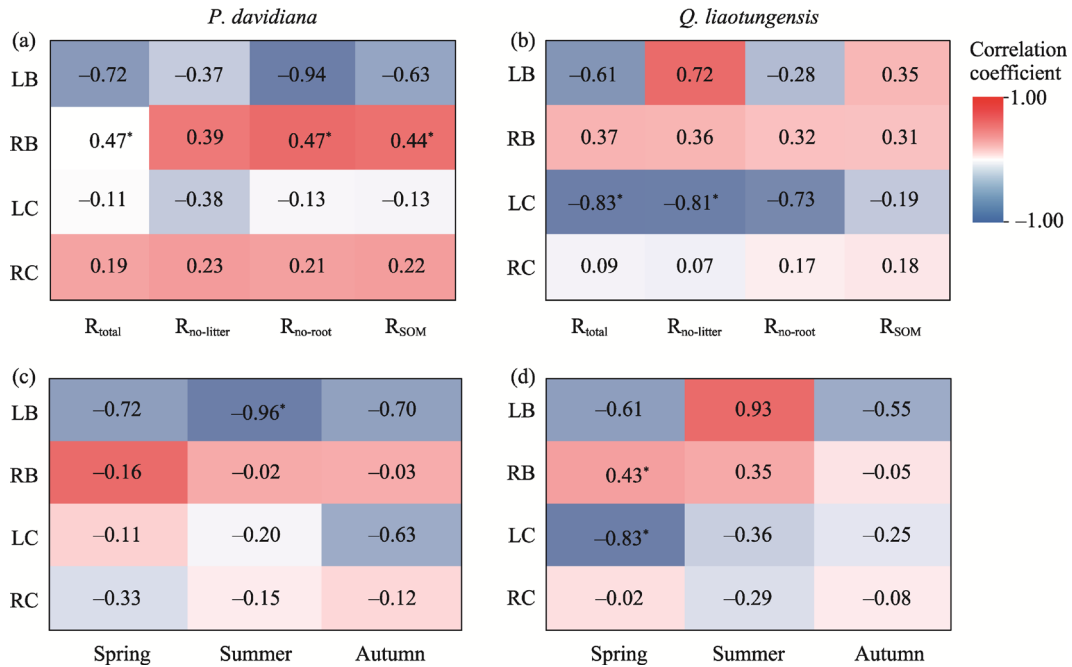 P. davidiana
Q. liaotungensis
(a)
LB −0.72 −0.37 −0.94 −0.63
RB 0.47* 0.39 0.47* 0.44*
LC −0.11 −0.38 −0.13 −0.13
RC 0.19 0.23 0.21 0.22
Rtotal Rno-litter Rno-root RSOM
(b)
LB −0.61 0.72 −0.28 0.35
RB 0.37 0.36 0.32 0.31
LC −0.83* −0.81* −0.73 −0.19
RC 0.09 0.07 0.17 0.18
Rtotal Rno-litter Rno-root RSOM
Correlation
coefficient
1.00
−1.00
(c)
LB −0.72 −0.96* −0.70
RB −0.16 −0.02 −0.03
LC −0.11 −0.20 −0.63
RC −0.33 −0.15 −0.12
Spring Summer Autumn
(d)
LB −0.61 0.93 −0.55
RB 0.43* 0.35 −0.05
LC −0.83* −0.36 −0.25
RC −0.02 −0.29 −0.08
Spring Summer Autumn